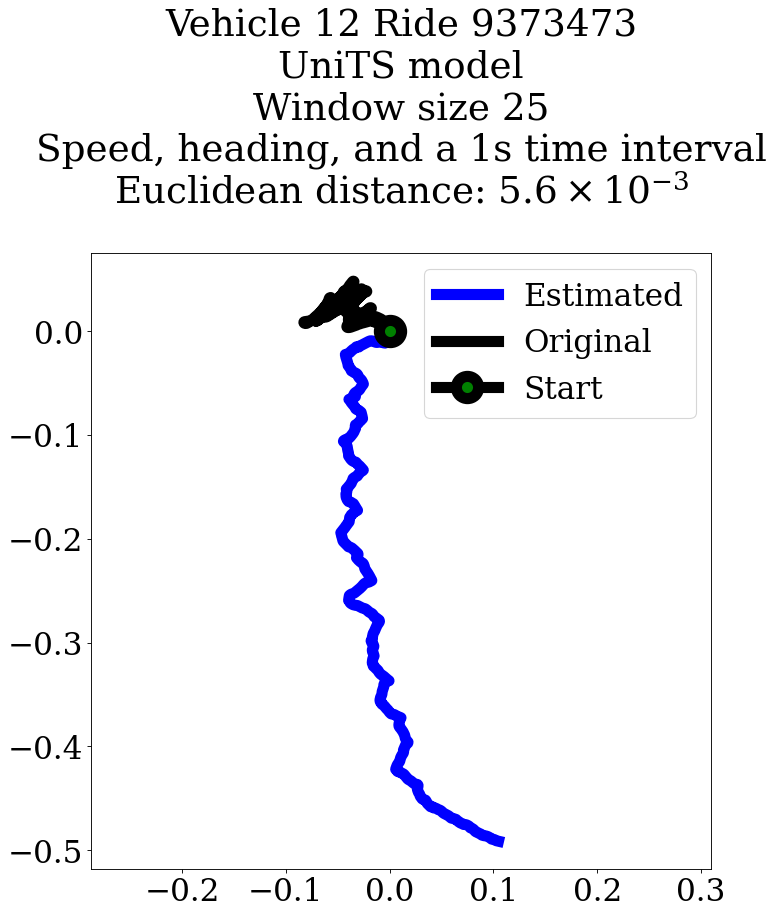 Vehicle 12 Ride 9373473
UniTS model
Window size 25
Speed, heading, and a 1s time interval
Euclidean distance: 5.6 × 10⁻³
Estimated
Original
Start
0.0
−0.1
−0.2
−0.3
−0.4
−0.5
−0.2 −0.1 0.0 0.1 0.2 0.3